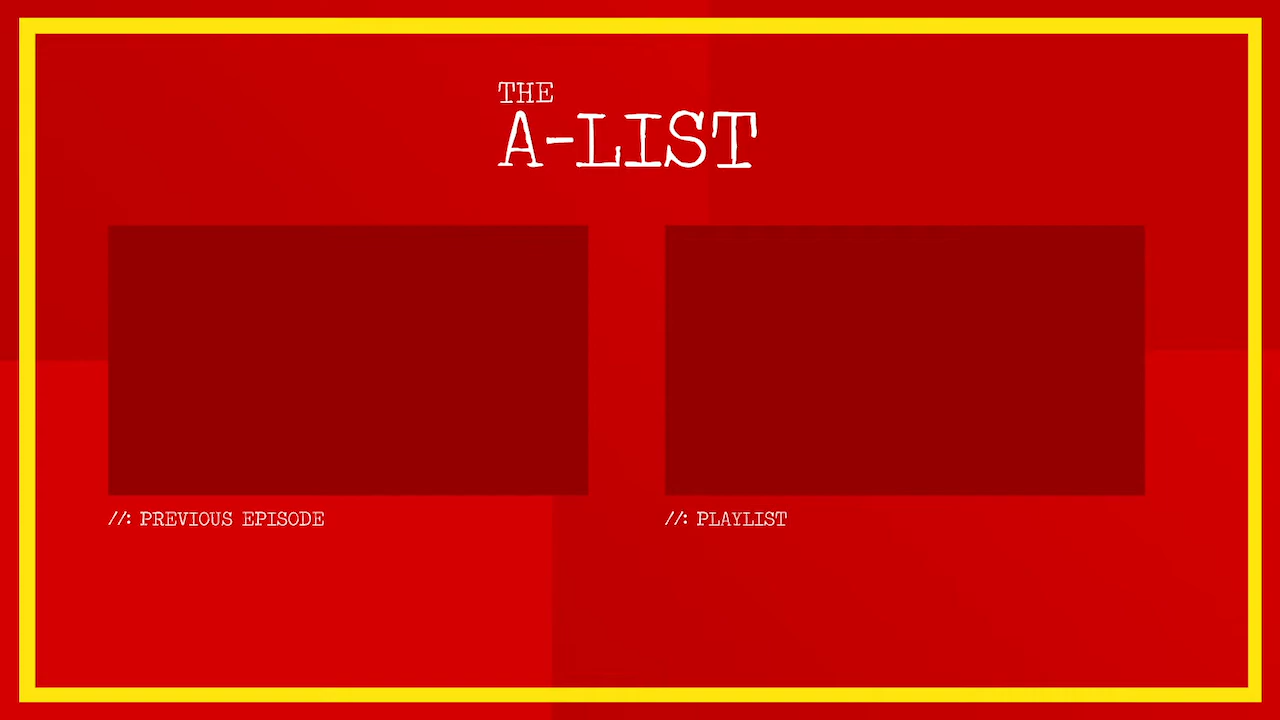 THE
A-LIST
//: PREVIOUS EPISODE
//: PLAYLIST